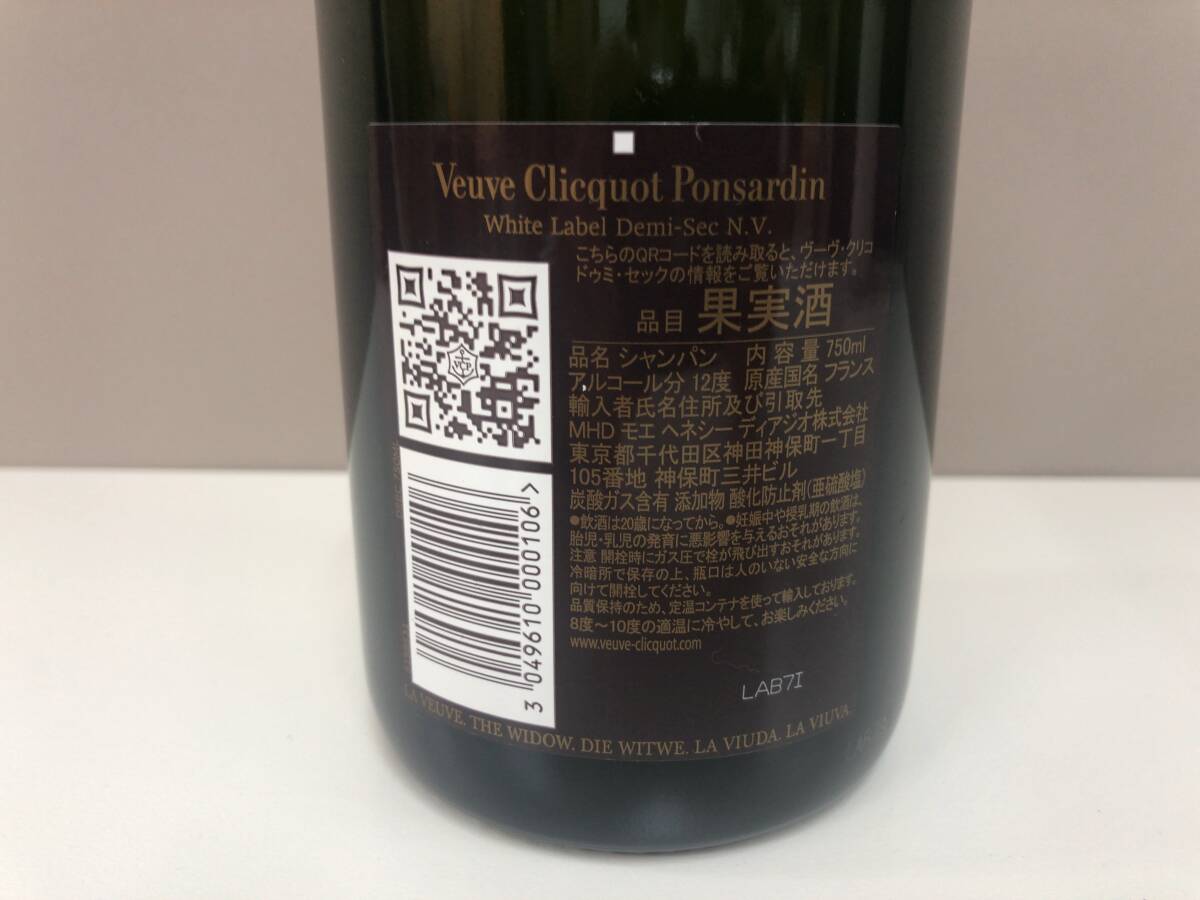 Veuve Clicquot Ponsardin
White Label Demi-Sec N.V.
こちらのQRコードを読み取ると、ヴーヴ・クリコ
ドゥミ・セックの情報をご覧いただけます。
品目 果実酒
品名 シャンパン 内容量 750ml
アルコール分 12度 原産国名 フランス
輸入者氏名住所及び引取先
MHD モエ ヘネシー ディアジオ株式会社
東京都千代田区神田神保町一丁目
105番地 神保町三井ビル
炭酸ガス含有 添加物 酸化防止剤(亜硫酸塩)
●飲酒は20歳になってから。●妊娠中や授乳期の飲酒は、
胎児・乳児の発育に悪影響を与えるおそれがあります。
注意 開栓時にガス圧で栓が飛び出すおそれがあります。
冷暗所で保存の上、瓶口は人のいない安全な方向に
向けて開栓してください。
品質保持のため、定温コンテナを使って輸入しております。
8度～10度の適温に冷やして、お楽しみください。
www.veuve-clicquot.com
LAB7I
3 049610 000106>
LA VEUVE. THE WIDOW. DIE WITWE. LA VIUDA. LA VIUVA.